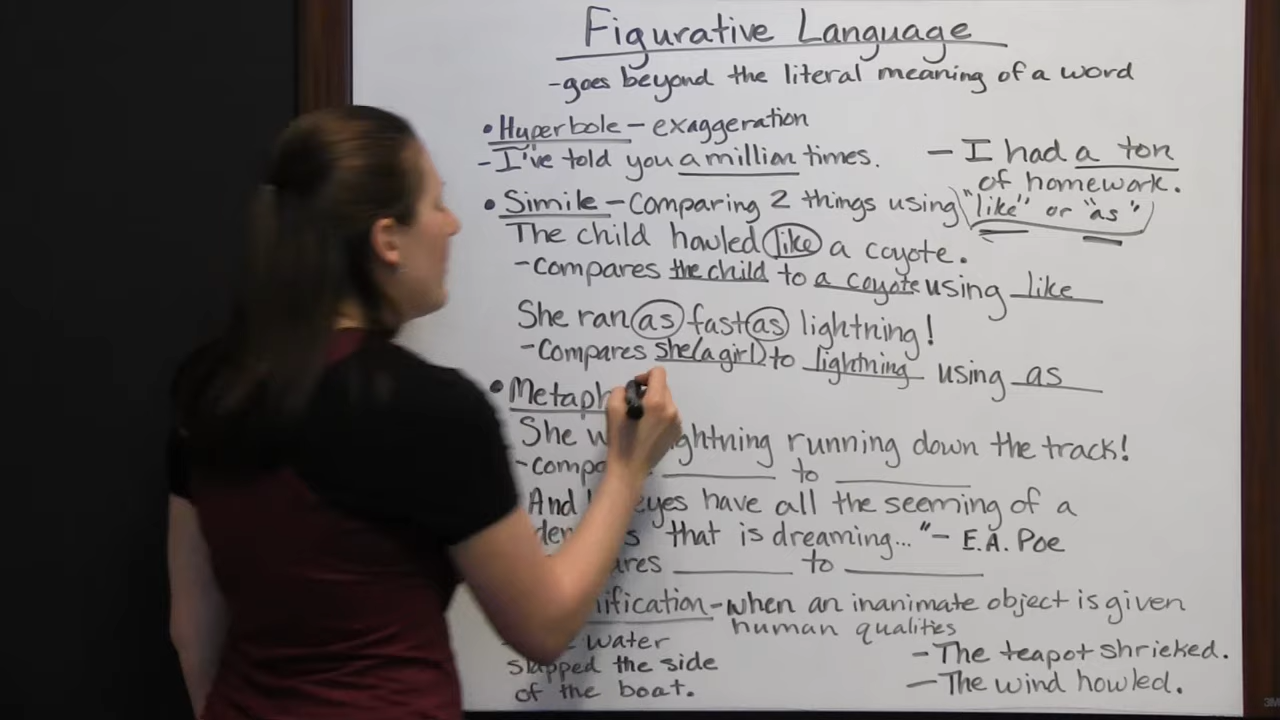 Figurative Language
-goes beyond the literal meaning of a word
• Hyperbole - exaggeration
- I've told you a million times.
- I had a ton
of homework.
• Simile - Comparing 2 things using "like" or "as"
The child howled like a coyote.
- Compares the child to a coyote using like
She ran as fast as lightning!
- Compares she (a girl) to lightning using as
• Metaph
She running down the track!
to
And eyes have all the seeming of a
that is dreaming..." - E.A. Poe
to
- when an inanimate object is given
human qualities
water
slapped the side
of the boat.
- The teapot shrieked.
- The wind howled.
3M